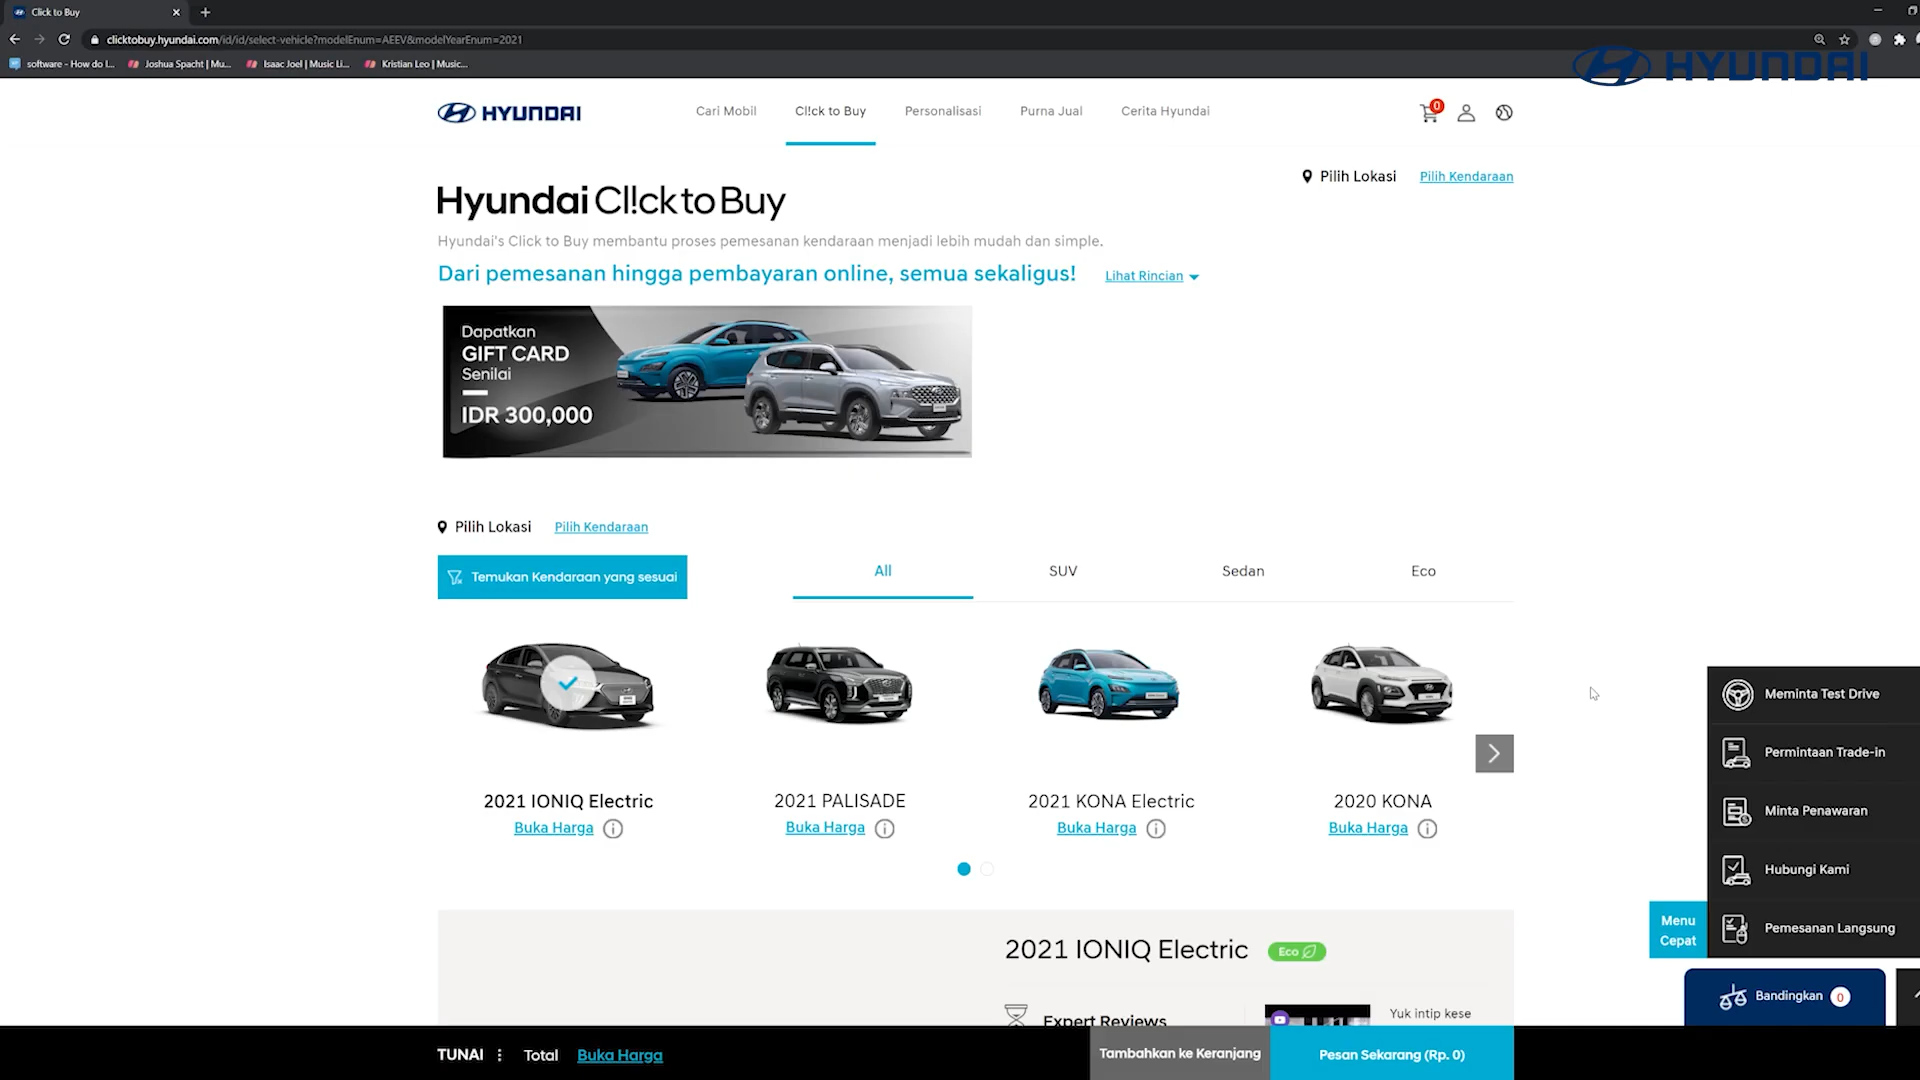 Click to Buy
clicktobuy.hyundai.com/id/id/select-vehicle?modelEnum=AEEV&modelYearEnum=2021
software - How do I...
Joshua Spacht | Mu...
Isaac Joel | Music Li...
Kristian Leo | Music...
HYUNDAI
HYUNDAI
Cari Mobil
Cl!ck to Buy
Personalisasi
Purna Jual
Cerita Hyundai
0
Pilih Lokasi
Pilih Kendaraan
Hyundai Cl!ck to Buy
Hyundai's Click to Buy membantu proses pemesanan kendaraan menjadi lebih mudah dan simple.
Dari pemesanan hingga pembayaran online, semua sekaligus!
Lihat Rincian
Dapatkan
GIFT CARD
Senilai
IDR 300,000
Pilih Lokasi
Pilih Kendaraan
Temukan Kendaraan yang sesuai
All
SUV
Sedan
Eco
2021 IONIQ Electric
Buka Harga
2021 PALISADE
Buka Harga
2021 KONA Electric
Buka Harga
2020 KONA
Buka Harga
Meminta Test Drive
Permintaan Trade-in
Minta Penawaran
Hubungi Kami
Pemesanan Langsung
Menu
Cepat
Bandingkan 0
2021 IONIQ Electric
Eco
Expert Reviews
Yuk intip kese
TUNAI
Total
Buka Harga
Tambahkan ke Keranjang
Pesan Sekarang (Rp. 0)